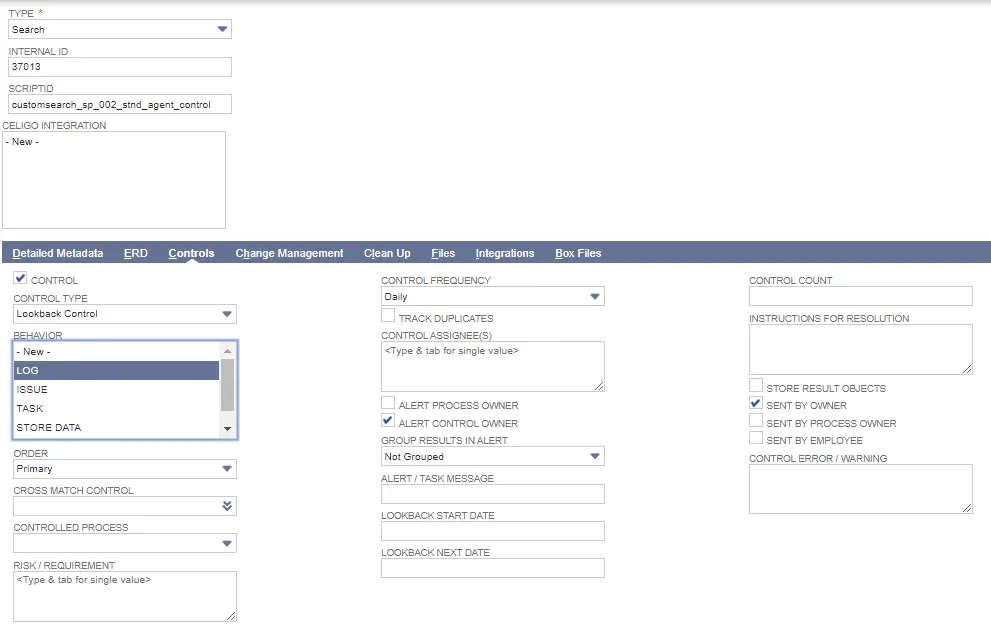 TYPE *
Search
INTERNAL ID
37013
SCRIPTID
customsearch_sp_002_stnd_agent_control
CELIGO INTEGRATION
- New -
Detailed Metadata ERD Controls Change Management Clean Up Files Integrations Box Files
CONTROL
CONTROL TYPE
Lookback Control
BEHAVIOR
- New -
LOG
ISSUE
TASK
STORE DATA
ORDER
Primary
CROSS MATCH CONTROL
CONTROLLED PROCESS
RISK / REQUIREMENT
<Type & tab for single value>
CONTROL FREQUENCY
Daily
TRACK DUPLICATES
CONTROL ASSIGNEE(S)
<Type & tab for single value>
ALERT PROCESS OWNER
ALERT CONTROL OWNER
GROUP RESULTS IN ALERT
Not Grouped
ALERT / TASK MESSAGE
LOOKBACK START DATE
LOOKBACK NEXT DATE
CONTROL COUNT
INSTRUCTIONS FOR RESOLUTION
STORE RESULT OBJECTS
SENT BY OWNER
SENT BY PROCESS OWNER
SENT BY EMPLOYEE
CONTROL ERROR / WARNING